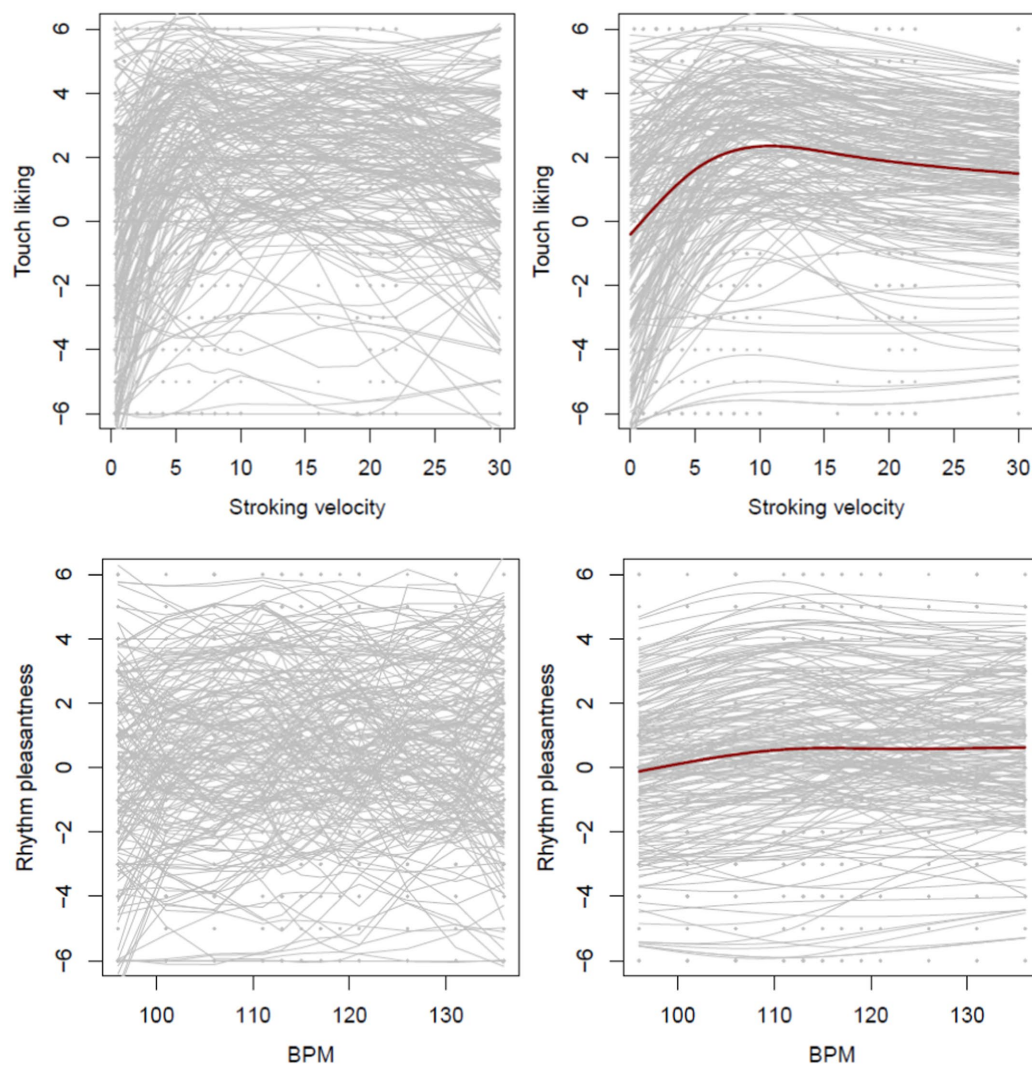 6
4
2
0
−2
−4
−6
Touch liking
0 5 10 15 20 25 30
Stroking velocity
6
4
2
0
−2
−4
−6
Touch liking
0 5 10 15 20 25 30
Stroking velocity
6
4
2
0
−2
−4
−6
Rhythm pleasantness
100 110 120 130
BPM
6
4
2
0
−2
−4
−6
Rhythm pleasantness
100 110 120 130
BPM